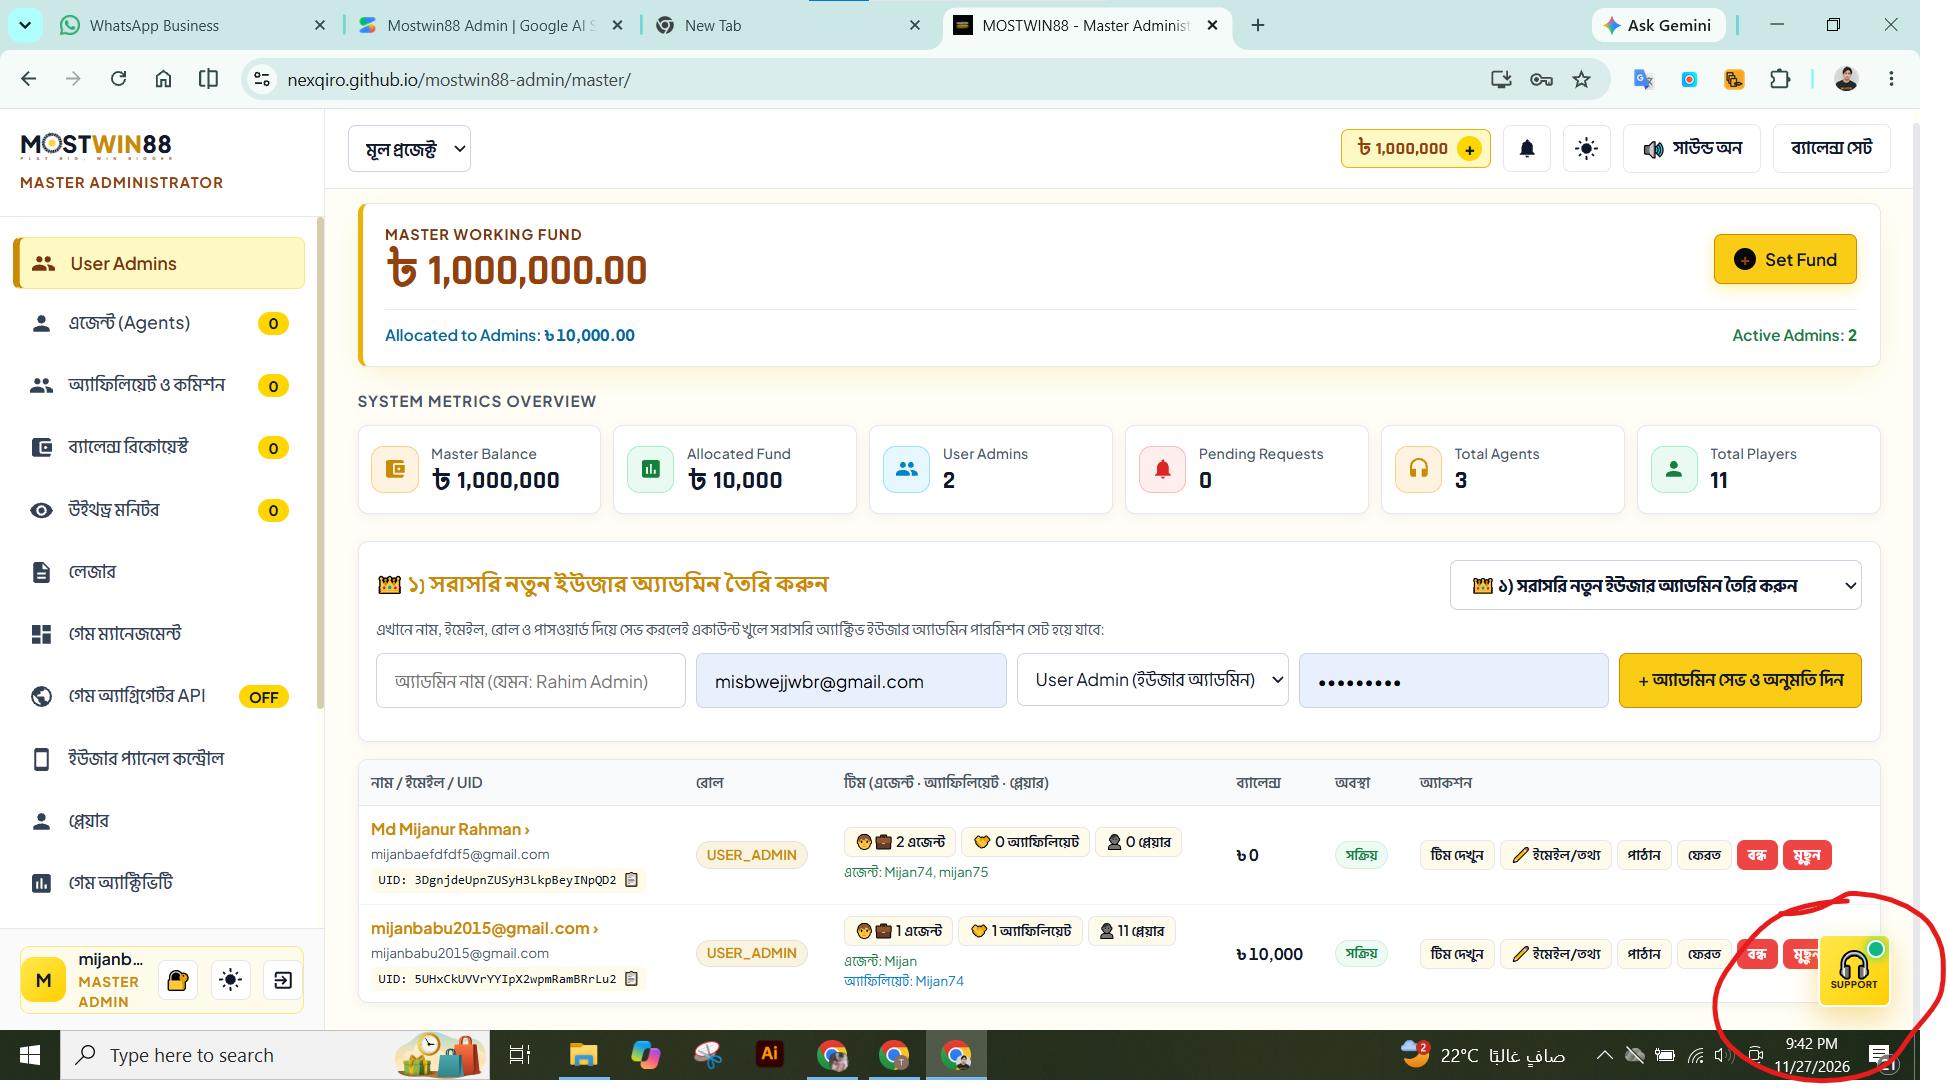 WhatsApp Business
Mostwin88 Admin | Google AI S
New Tab
MOSTWIN88 - Master Administ
Ask Gemini
nexqiro.github.io/mostwin88-admin/master/
MOSTWIN88
PLAY BIG. WIN BIGGER
MASTER ADMINISTRATOR
মূল প্রজেক্ট
৳ 1,000,000 +
সাউন্ড অন
ব্যালেন্স সেট
User Admins
এজেন্ট (Agents) 0
অ্যাফিলিয়েট ও কমিশন 0
ব্যালেন্স রিকোয়েস্ট 0
উইথড্র মনিটর 0
লেজার
গেম ম্যানেজমেন্ট
গেম অ্যাগ্রিগেটর API OFF
ইউজার প্যানেল কন্ট্রোল
প্লেয়ার
গেম অ্যাক্টিভিটি
M
mijanb...
MASTER
ADMIN
MASTER WORKING FUND
৳ 1,000,000.00
+ Set Fund
Allocated to Admins: ৳10,000.00
Active Admins: 2
SYSTEM METRICS OVERVIEW
Master Balance
৳ 1,000,000
Allocated Fund
৳ 10,000
User Admins
2
Pending Requests
0
Total Agents
3
Total Players
11
১) সরাসরি নতুন ইউজার অ্যাডমিন তৈরি করুন
১) সরাসরি নতুন ইউজার অ্যাডমিন তৈরি করুন
এখানে নাম, ইমেইল, রোল ও পাসওয়ার্ড দিয়ে সেভ করলেই একাউন্ট খুলে সরাসরি অ্যাক্টিভ ইউজার অ্যাডমিন পারমিশন সেট হয়ে যাবে:
অ্যাডমিন নাম (যেমন: Rahim Admin)
misbwejjwbr@gmail.com
User Admin (ইউজার অ্যাডমিন)
•••••••••
+ অ্যাডমিন সেভ ও অনুমতি দিন
নাম / ইমেইল / UID রোল টিম (এজেন্ট · অ্যাফিলিয়েট · প্লেয়ার) ব্যালেন্স অবস্থা অ্যাকশন
Md Mijanur Rahman ›
mijanbaefdfdf5@gmail.com
UID: 3DgnjdeUpnZUSyH3LkpBeyINpQD2
USER_ADMIN
2 এজেন্ট 0 অ্যাফিলিয়েট 0 প্লেয়ার
এজেন্ট: Mijan74, mijan75
৳0
সক্রিয়
টিম দেখুন ইমেইল/তথ্য পাঠান ফেরত বন্ধ মুছুন
mijanbabu2015@gmail.com ›
mijanbabu2015@gmail.com
UID: 5UHxCkUVVrYYIpX2wpmRamBRrLu2
USER_ADMIN
1 এজেন্ট 1 অ্যাফিলিয়েট 11 প্লেয়ার
এজেন্ট: Mijan
অ্যাফিলিয়েট: Mijan74
৳10,000
সক্রিয়
টিম দেখুন ইমেইল/তথ্য পাঠান ফেরত বন্ধ মুছুন
SUPPORT
Type here to search
Ai
2
22°C صافٍ غالبًا
9:42 PM
11/27/2026
21